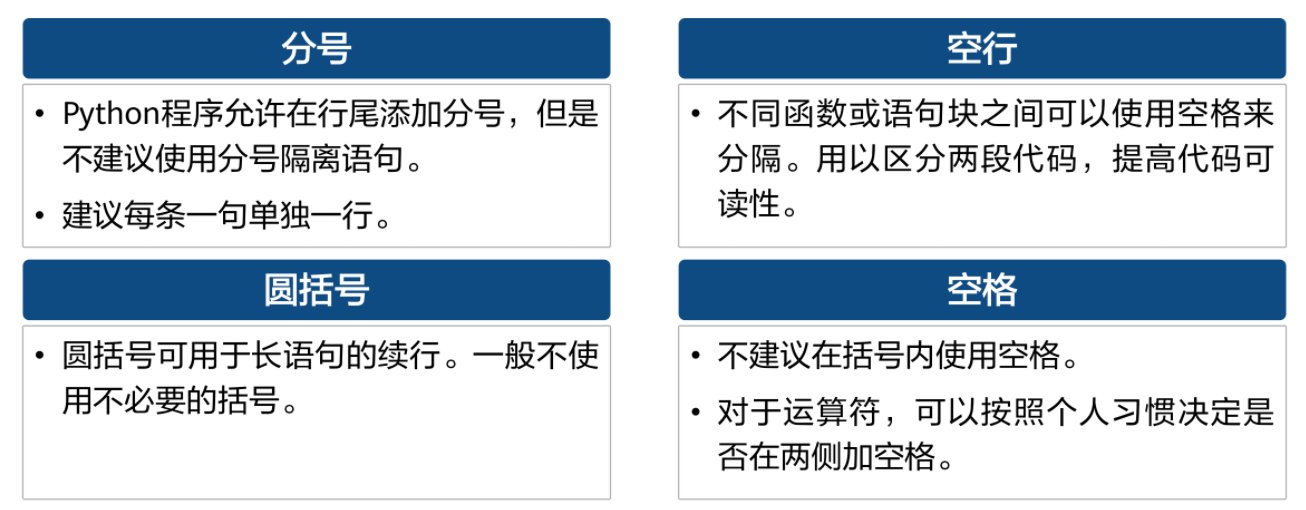 分号
• Python程序允许在行尾添加分号，但是
不建议使用分号隔离语句。
• 建议每条一句单独一行。
空行
• 不同函数或语句块之间可以使用空格来
分隔。用以区分两段代码，提高代码可
读性。
圆括号
• 圆括号可用于长语句的续行。一般不使
用不必要的括号。
空格
• 不建议在括号内使用空格。
• 对于运算符，可以按照个人习惯决定是
否在两侧加空格。